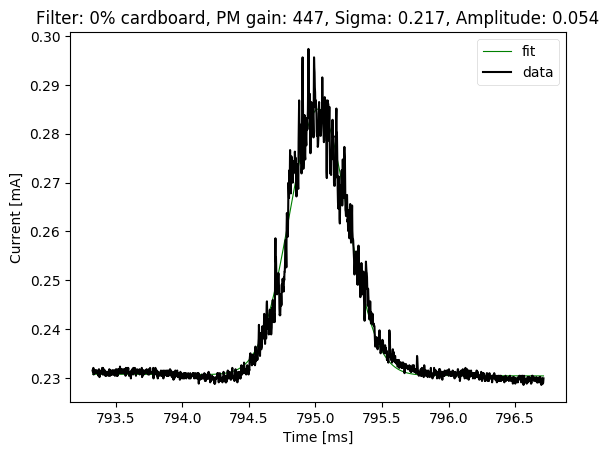 Filter: 0% cardboard, PM gain: 447, Sigma: 0.217, Amplitude: 0.054
fit
data
Current [mA]
0.30
0.29
0.28
0.27
0.26
0.25
0.24
0.23
793.5 794.0 794.5 795.0 795.5 796.0 796.5
Time [ms]